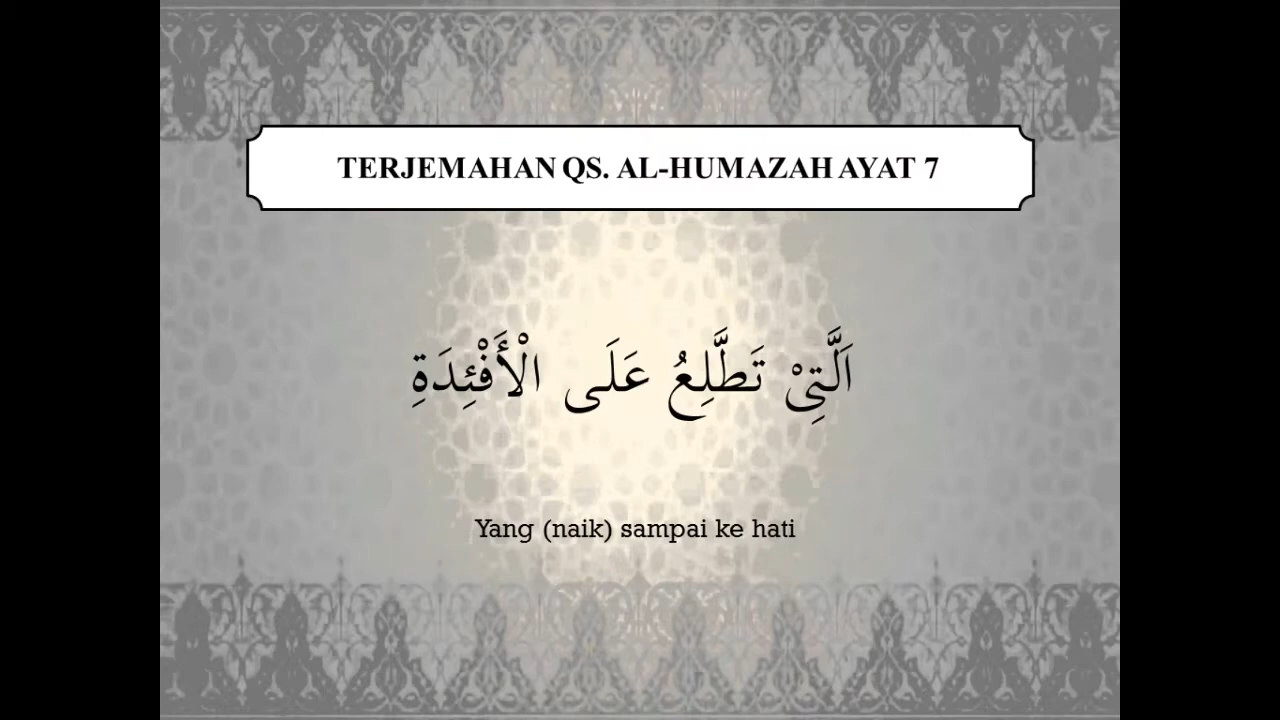 TERJEMAHAN QS. AL-HUMAZAH AYAT 7
اَلَّتِىْ تَطَّلِعُ عَلَى الْأَفْئِدَةِ
Yang (naik) sampai ke hati